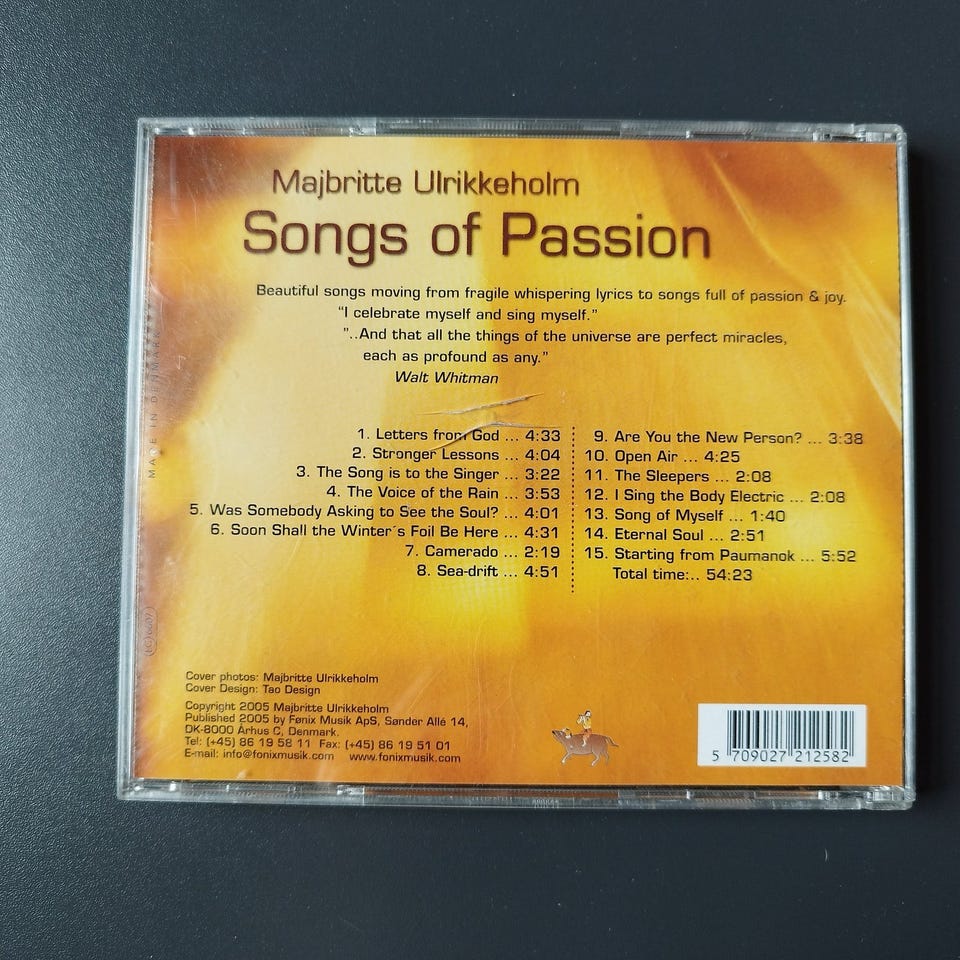 Majbritte Ulrikkeholm
Songs of Passion
Beautiful songs moving from fragile whispering lyrics to songs full of passion & joy.
“I celebrate myself and sing myself.”
”..And that all the things of the universe are perfect miracles,
each as profound as any.”
Walt Whitman
1. Letters from God ... 4:33
2. Stronger Lessons ... 4:04
3. The Song is to the Singer ... 3:22
4. The Voice of the Rain ... 3:53
5. Was Somebody Asking to See the Soul? ... 4:01
6. Soon Shall the Winter´s Foil Be Here ... 4:31
7. Camerado ... 2:19
8. Sea-drift ... 4:51
9. Are You the New Person? ... 3:38
10. Open Air ... 4:25
11. The Sleepers ... 2:08
12. I Sing the Body Electric ... 2:08
13. Song of Myself ... 1:40
14. Eternal Soul ... 2:51
15. Starting from Paumanok ... 5:52
Total time:.. 54:23
MADE IN DENMARK
Cover photos: Majbritte Ulrikkeholm
Cover Design: Tao Design
Copyright 2005 Majbritte Ulrikkeholm
Published 2005 by Fønix Musik ApS, Sønder Allé 14,
DK-8000 Århus C, Denmark.
Tel: (+45) 86 19 58 11 Fax: (+45) 86 19 51 01
E-mail: info@fonixmusik.com www.fonixmusik.com
5 709027 212582